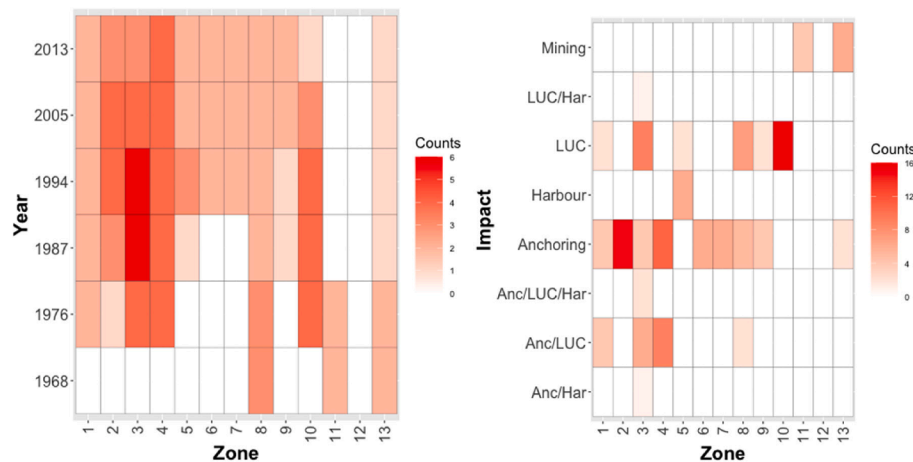 2013
2005
1994
1987
1976
1968
Year
1 2 3 4 5 6 7 8 9 10 11 12 13
Zone
Counts
6
5
4
3
2
1
0
Mining
LUC/Har
LUC
Harbour
Anchoring
Anc/LUC/Har
Anc/LUC
Anc/Har
Impact
1 2 3 4 5 6 7 8 9 10 11 12 13
Zone
Counts
16
12
8
4
0